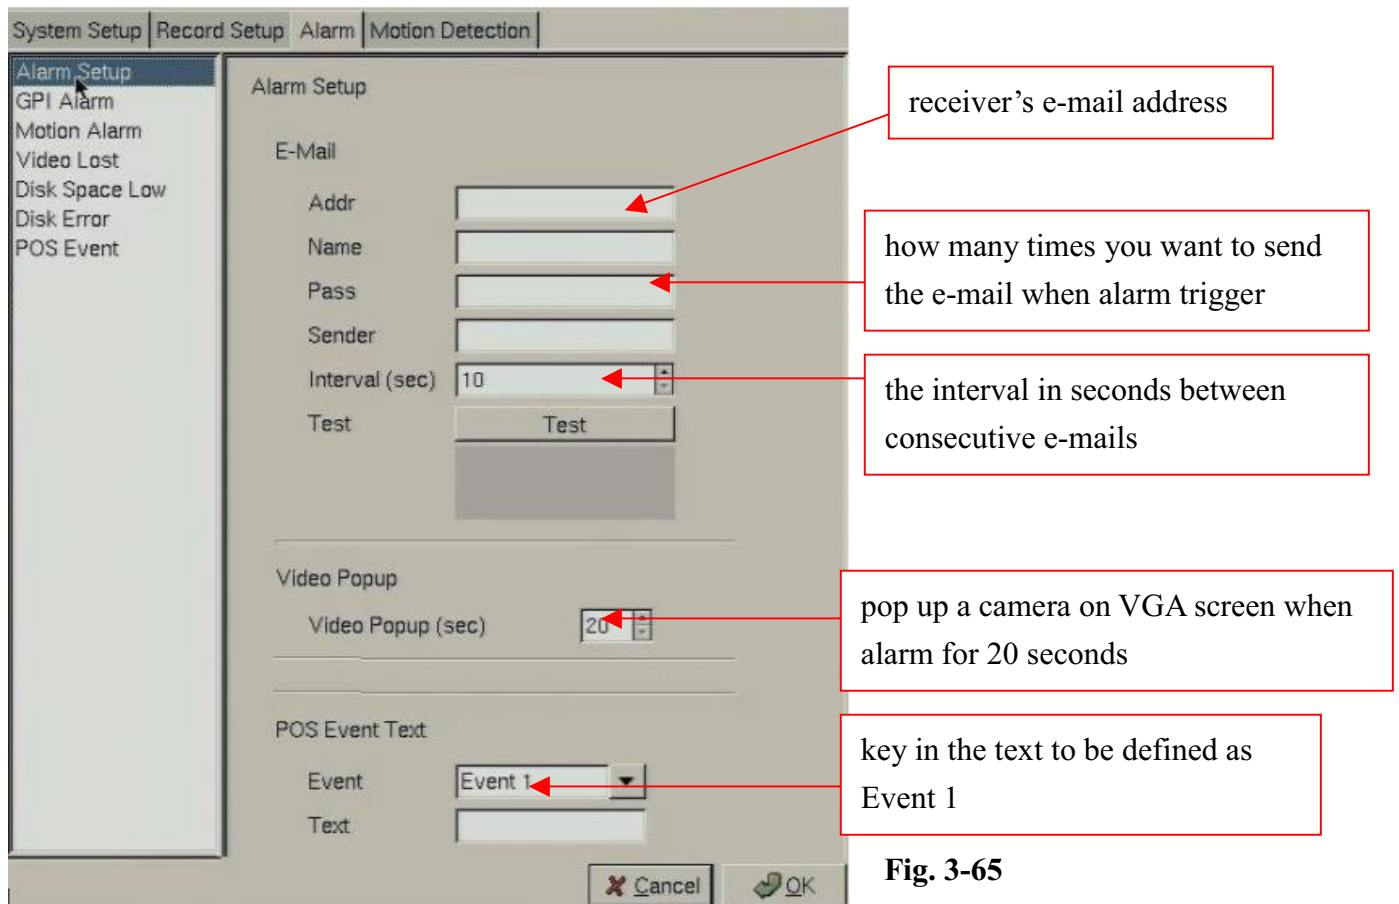 System Setup Record Setup Alarm Motion Detection
Alarm Setup
GPI Alarm
Motion Alarm
Video Lost
Disk Space Low
Disk Error
POS Event
Alarm Setup
E-Mail
Addr
Name
Pass
Sender
Interval (sec) 10
Test Test
Video Popup
Video Popup (sec) 20
POS Event Text
Event Event 1
Text
Cancel OK
receiver’s e-mail address
how many times you want to send
the e-mail when alarm trigger
the interval in seconds between
consecutive e-mails
pop up a camera on VGA screen when
alarm for 20 seconds
key in the text to be defined as
Event 1
Fig. 3-65